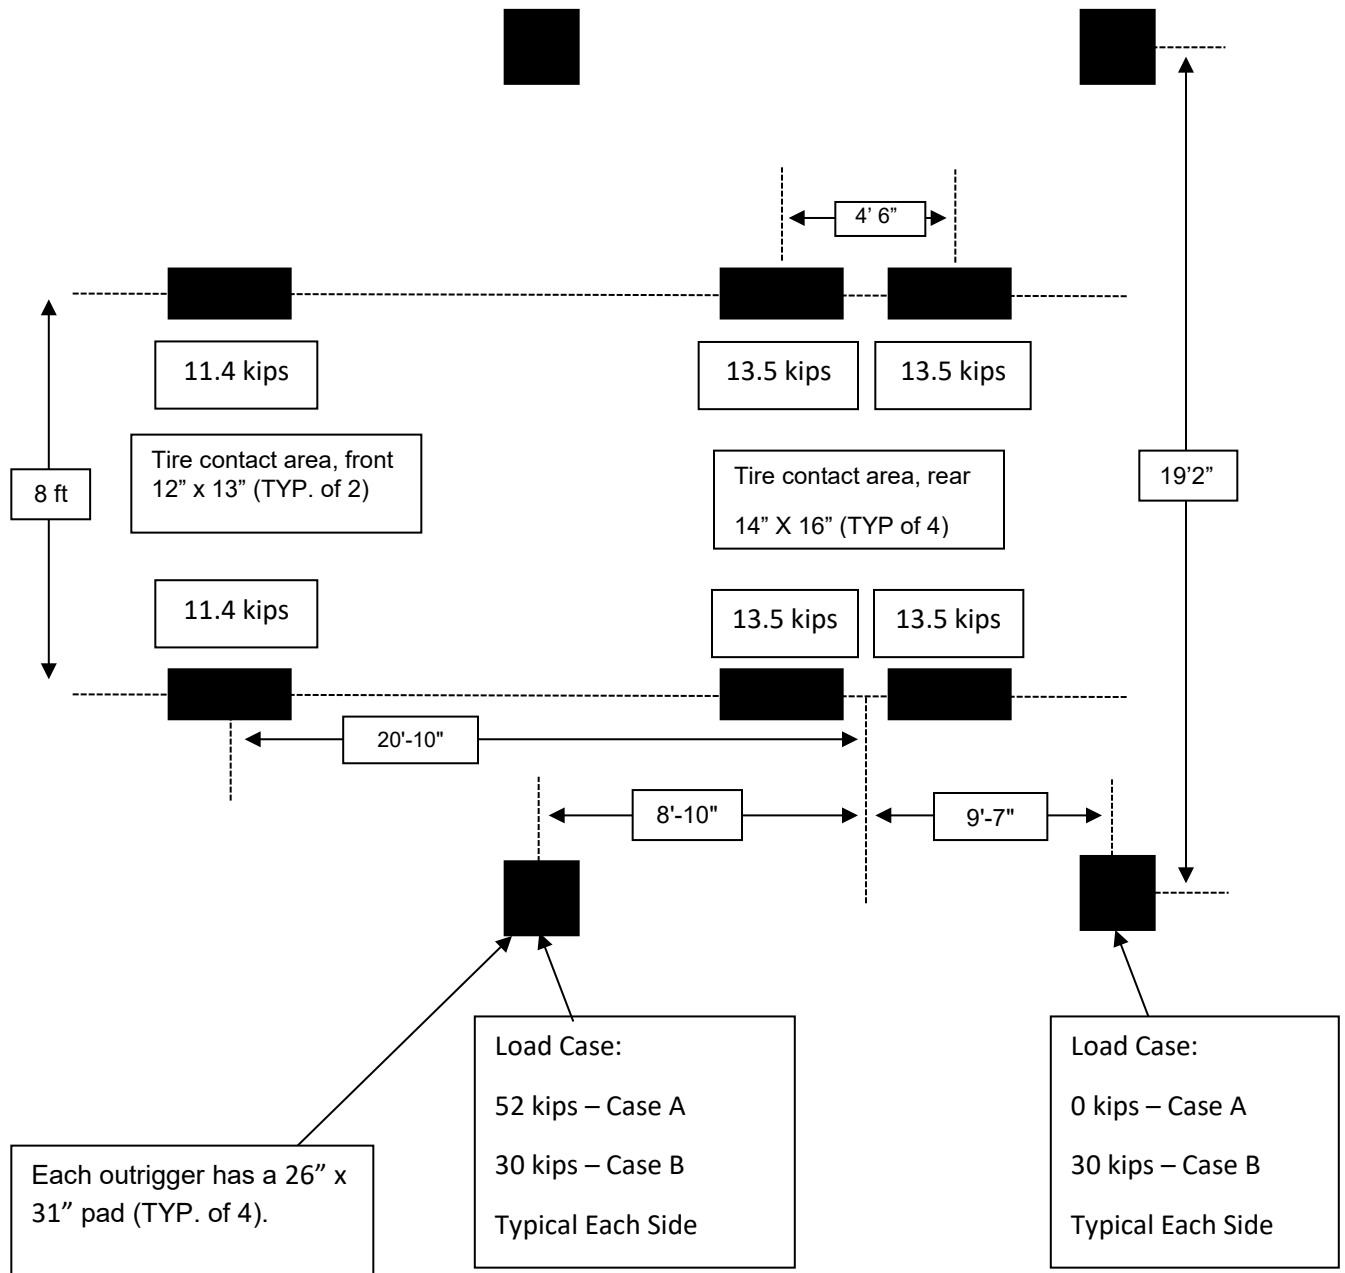 4’ 6”
11.4 kips
13.5 kips
13.5 kips
Tire contact area, front
12” x 13” (TYP. of 2)
Tire contact area, rear
14” X 16” (TYP of 4)
8 ft
19’2”
11.4 kips
13.5 kips
13.5 kips
20'-10"
8'-10"
9'-7"
Load Case:
52 kips – Case A
30 kips – Case B
Typical Each Side
Load Case:
0 kips – Case A
30 kips – Case B
Typical Each Side
Each outrigger has a 26” x
31” pad (TYP. of 4).